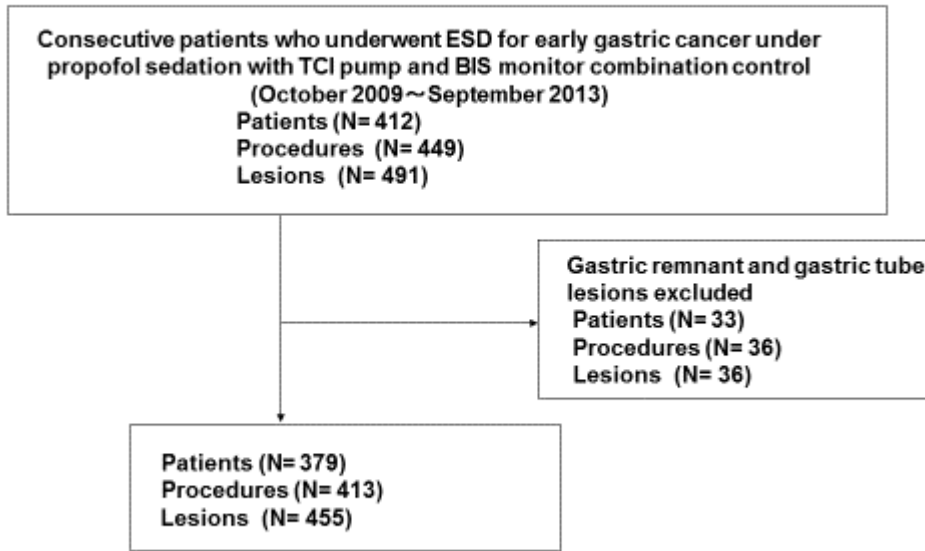 Consecutive patients who underwent ESD for early gastric cancer under
propofol sedation with TCI pump and BIS monitor combination control
(October 2009～September 2013)
Patients (N= 412)
Procedures (N= 449)
Lesions (N= 491)
Gastric remnant and gastric tube
lesions excluded
Patients (N= 33)
Procedures (N= 36)
Lesions (N= 36)
Patients (N= 379)
Procedures (N= 413)
Lesions (N= 455)